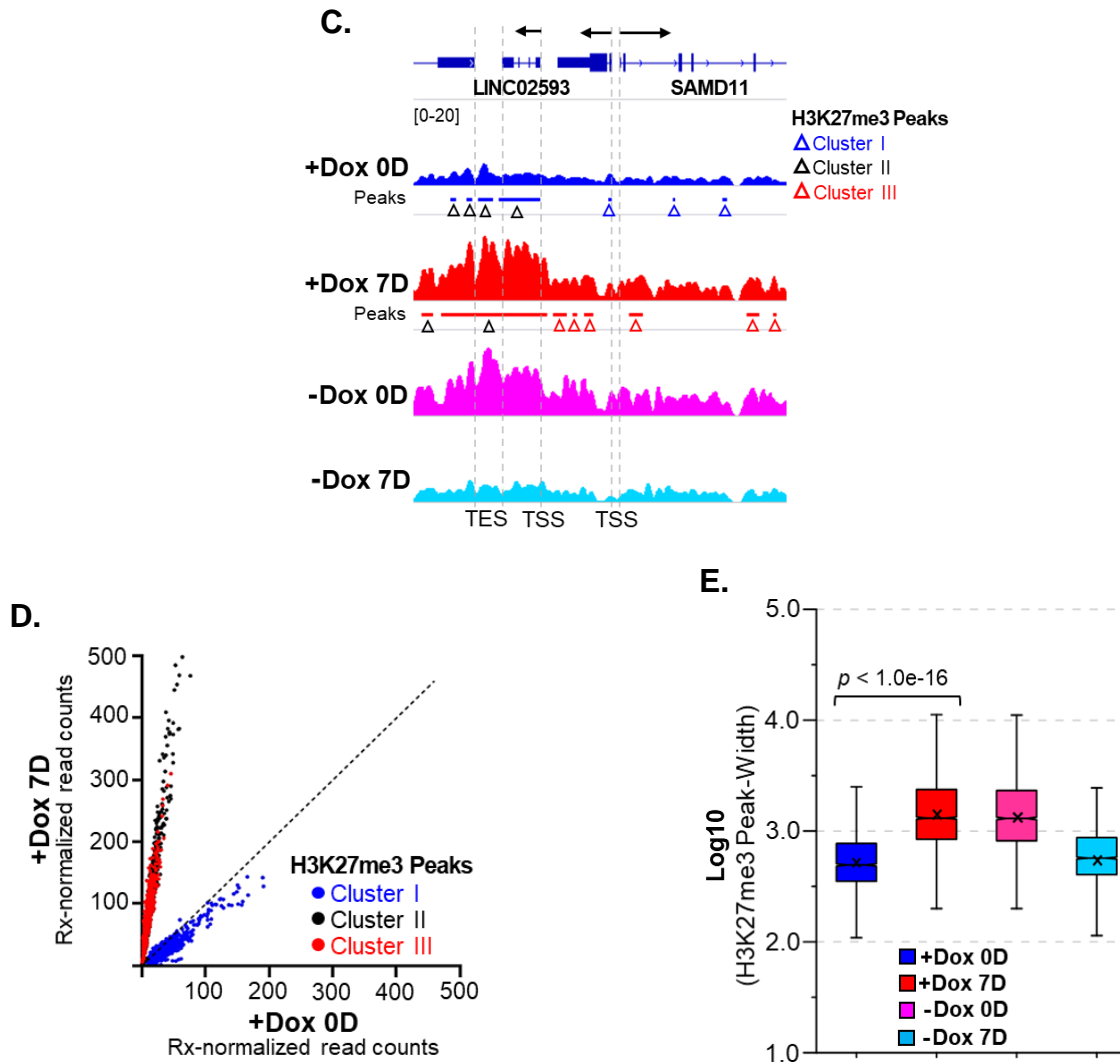 C.
LINC02593 SAMD11
[0-20]
H3K27me3 Peaks
Cluster I
Cluster II
Cluster III
+Dox 0D
Peaks
+Dox 7D
Peaks
-Dox 0D
-Dox 7D
TES TSS TSS
D.
+Dox 7D
Rx-normalized read counts
500
400
300
200
100
H3K27me3 Peaks
Cluster I
Cluster II
Cluster III
100 200 300 400 500
+Dox 0D
Rx-normalized read counts
E.
Log10
(H3K27me3 Peak-Width)
5.0
4.0
3.0
2.0
1.0
p < 1.0e-16
+Dox 0D
+Dox 7D
-Dox 0D
-Dox 7D